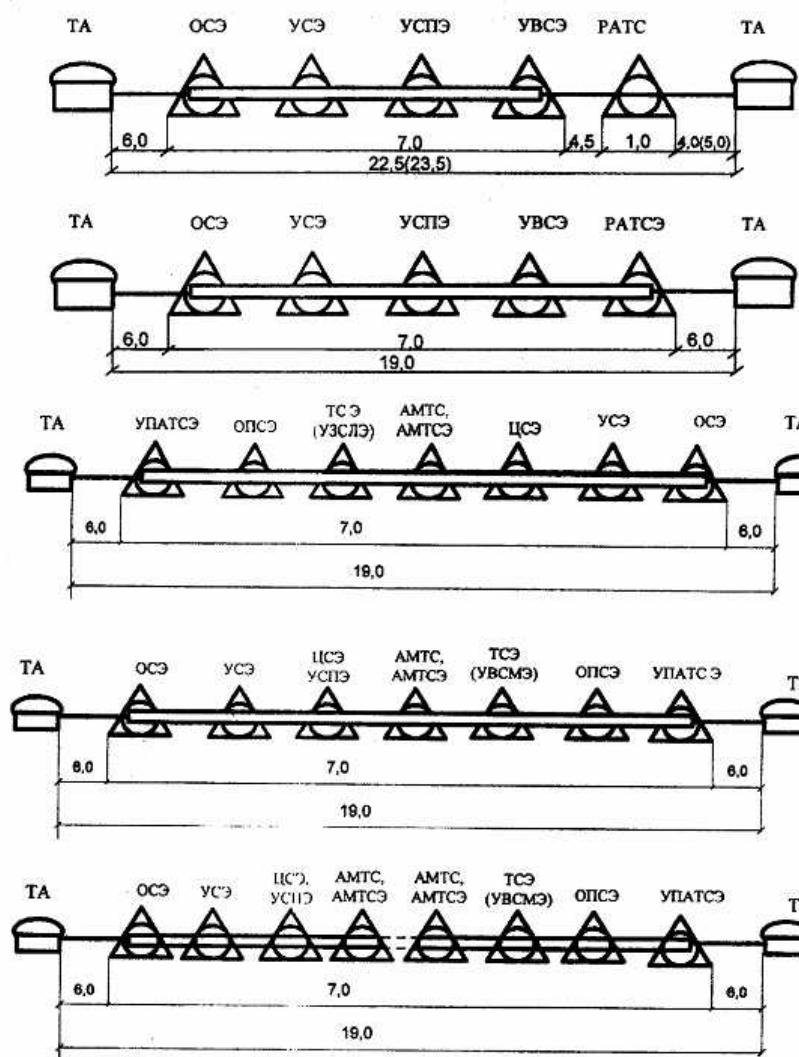 ТА ОСЭ УСЭ УСПЭ УВСЭ РАТС ТА
6,0 7,0 4,5 1,0 4,0(5,0)
22,5(23,5)
ТА ОСЭ УСЭ УСПЭ УВСЭ РАТСЭ ТА
6,0 7,0 6,0
19,0
ТА УПАТСЭ ОПСЭ ТС Э АМТС, ЦСЭ УСЭ ОСЭ ТА
(УЗСЛЭ) АМТСЭ
6,0 7,0 6,0
19,0
ТА ОСЭ УСЭ ЦСЭ АМТС, ТСЭ ОПСЭ УПАТС Э Т
УСПЭ АМТСЭ (УВСМЭ)
6,0 7,0 6,0
19,0
ТА ОСЭ УСЭ ЦСЭ, АМТС, АМТС, ТСЭ ОПСЭ УПАТСЭ Т
УСПЭ АМТСЭ АМТСЭ (УВСМЭ)
6,0 7,0 6,0
19,0